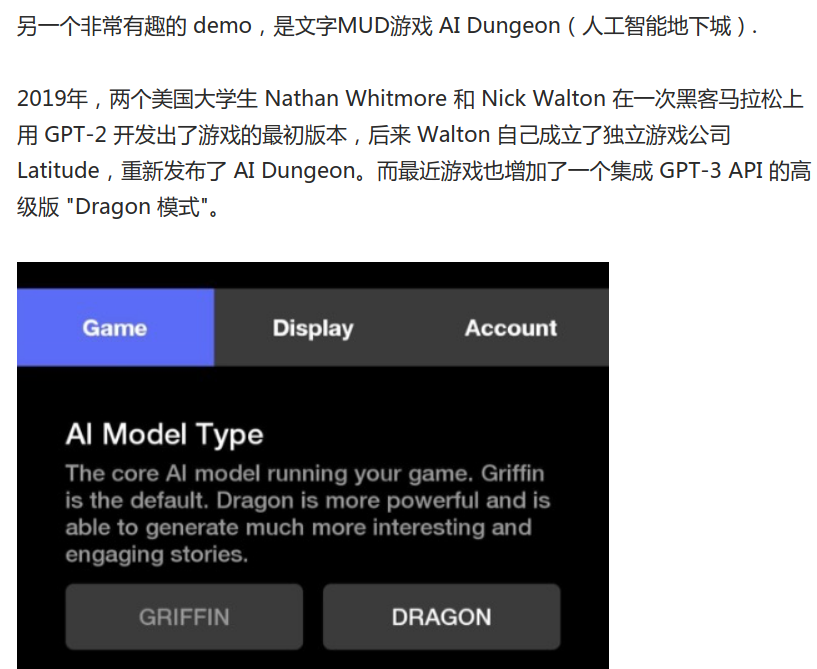 另一个非常有趣的 demo，是文字MUD游戏 AI Dungeon（人工智能地下城）.
2019年，两个美国大学生 Nathan Whitmore 和 Nick Walton 在一次黑客马拉松上
用 GPT-2 开发出了游戏的最初版本，后来 Walton 自己成立了独立游戏公司
Latitude，重新发布了 AI Dungeon。而最近游戏也增加了一个集成 GPT-3 API 的高
级版 "Dragon 模式"。
Game
Display
Account
AI Model Type
The core AI model running your game. Griffin
is the default. Dragon is more powerful and is
able to generate much more interesting and
engaging stories.
GRIFFIN
DRAGON